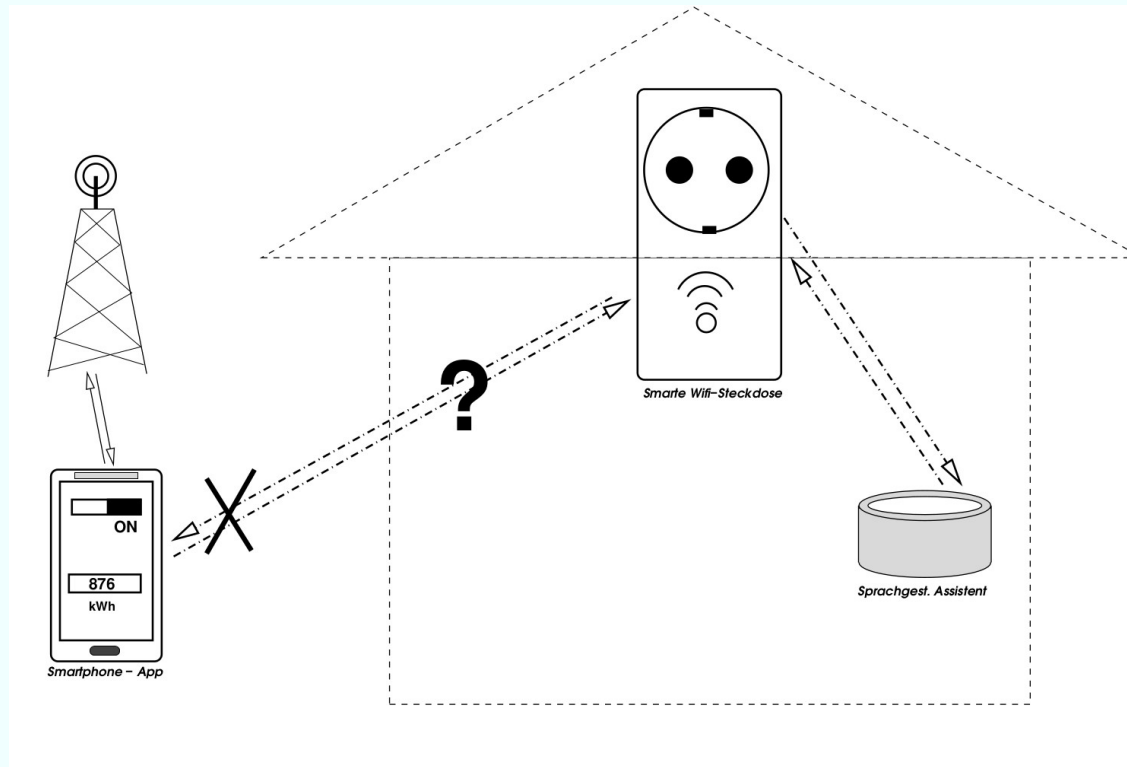 ?
Smarte Wifi-Steckdose
ON
876
kWh
Sprachgest. Assistent
Smartphone - App